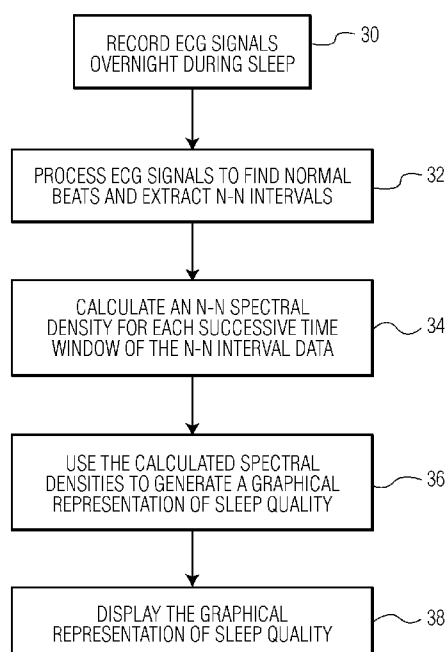 RECORD ECG SIGNALS
OVERNIGHT DURING SLEEP
30
PROCESS ECG SIGNALS TO FIND NORMAL
BEATS AND EXTRACT N-N INTERVALS
32
CALCULATE AN N-N SPECTRAL
DENSITY FOR EACH SUCCESSIVE TIME
WINDOW OF THE N-N INTERVAL DATA
34
USE THE CALCULATED SPECTRAL
DENSITIES TO GENERATE A GRAPHICAL
REPRESENTATION OF SLEEP QUALITY
36
DISPLAY THE GRAPHICAL
REPRESENTATION OF SLEEP QUALITY
38